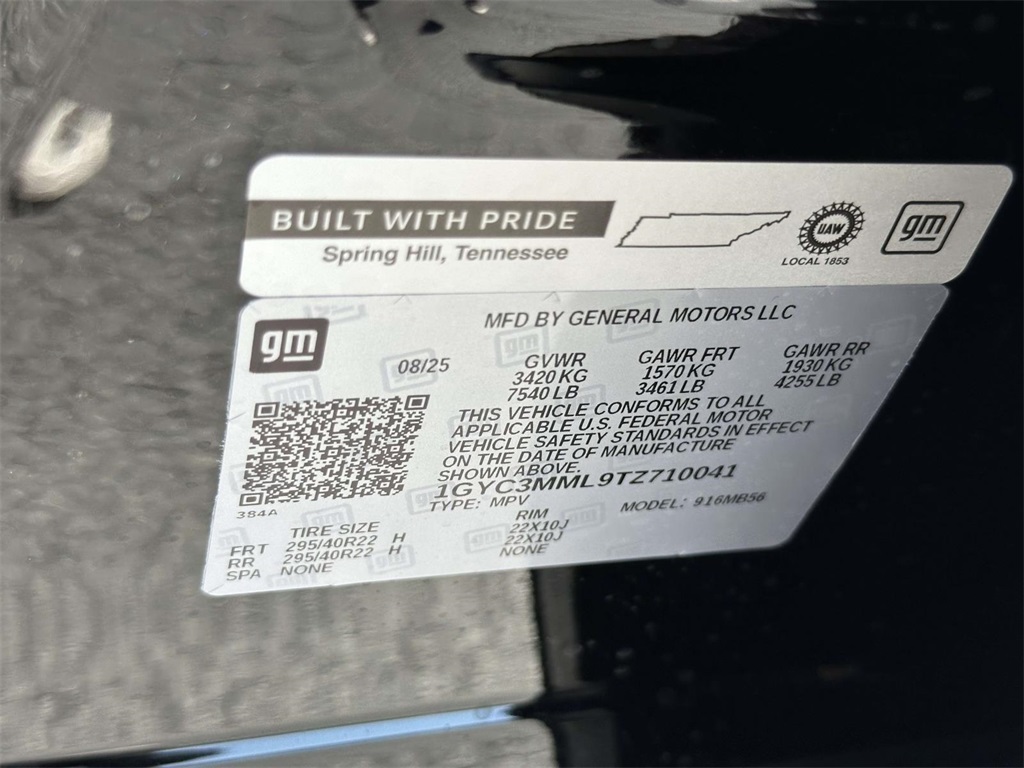 BUILT WITH PRIDE
Spring Hill, Tennessee
UAW
LOCAL 1853
gm
gm
MFD BY GENERAL MOTORS LLC
08/25
GVWR GAWR FRT GAWR RR
3420 KG 1570 KG 1930 KG
7540 LB 3461 LB 4255 LB
THIS VEHICLE CONFORMS TO ALL
APPLICABLE U.S. FEDERAL MOTOR
VEHICLE SAFETY STANDARDS IN EFFECT
ON THE DATE OF MANUFACTURE
SHOWN ABOVE.
1GYC3MML9TZ710041
384A
TYPE: MPV MODEL: 916MB56
TIRE SIZE RIM
FRT 295/40R22 H 22X10J
RR 295/40R22 H 22X10J
SPA NONE NONE